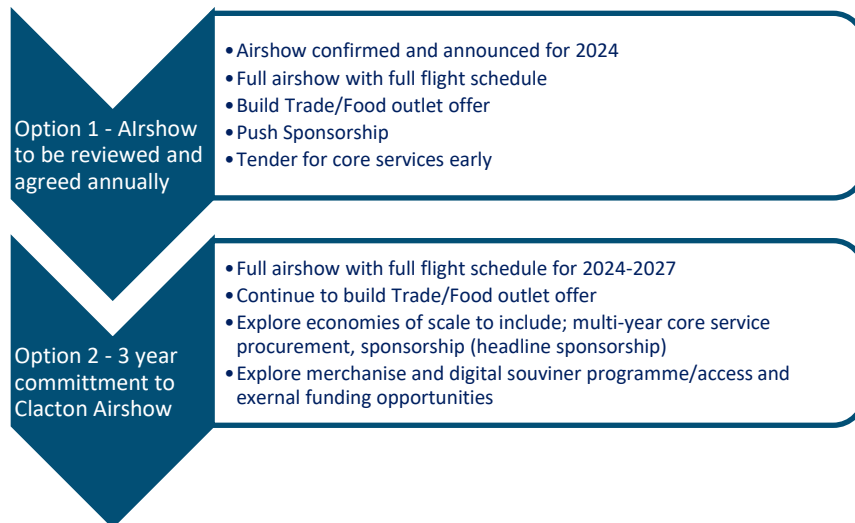 Option 1 - AIrshow
to be reviewed and
agreed annually
•Airshow confirmed and announced for 2024
•Full airshow with full flight schedule
•Build Trade/Food outlet offer
•Push Sponsorship
•Tender for core services early
Option 2 - 3 year
committment to
Clacton Airshow
•Full airshow with full flight schedule for 2024-2027
•Continue to build Trade/Food outlet offer
•Explore economies of scale to include; multi-year core service
procurement, sponsorship (headline sponsorship)
•Explore merchanise and digital souviner programme/access and
exernal funding opportunities